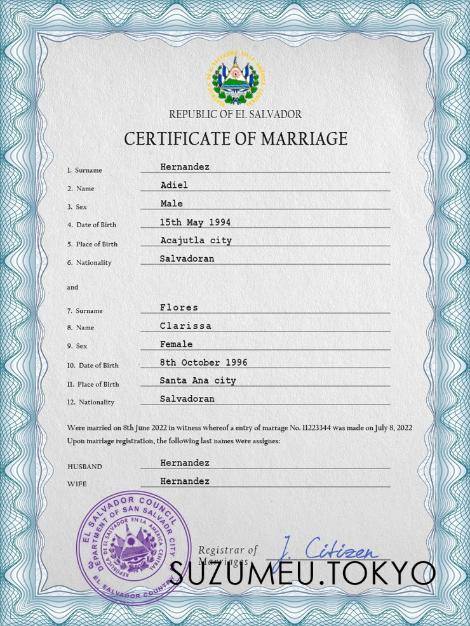 REPUBLIC OF EL SALVADOR
CERTIFICATE OF MARRIAGE
1. Surname Hernandez
2. Name Adiel
3. Sex Male
4. Date of Birth 15th May 1994
5. Place of Birth Acajutla city
6. Nationality Salvadoran
and
7. Surname Flores
8. Name Clarissa
9. Sex Female
10. Date of Birth 8th October 1996
11. Place of Birth Santa Ana city
12. Nationality Salvadoran
Were married on 8th June 2022 in witness whereof a entry of marrage No. 11223344 was made on July 8, 2022
Upon marriage registration, the following last names were assignes:
HUSBAND Hernandez
WIFE Hernandez
EL SALVADOR COUNCIL
DEPARTMENT OF SAN SALVADOR CITY
EL SALVADOR COUNTRY
Registrar of
Marriages
J. Citizen
SUZUMEU.TOKYO